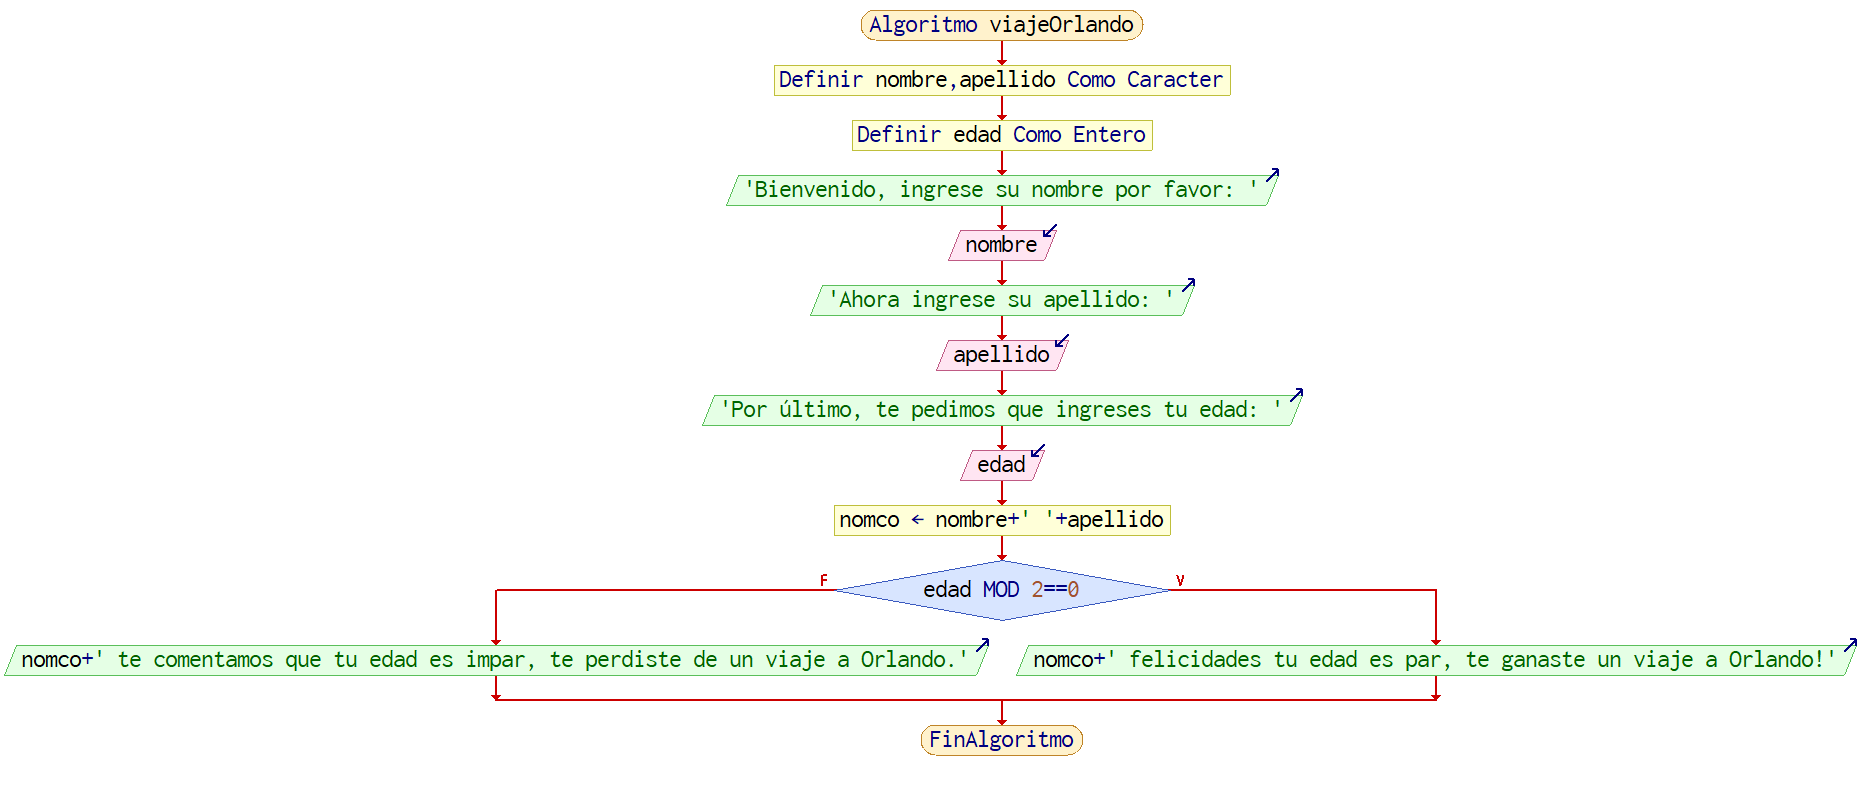 Algoritmo viajeOrlando
Definir nombre,apellido Como Caracter
Definir edad Como Entero
'Bienvenido, ingrese su nombre por favor: '
nombre
'Ahora ingrese su apellido: '
apellido
'Por último, te pedimos que ingreses tu edad: '
edad
nomco ← nombre+' '+apellido
F
edad MOD 2==0
V
nomco+' te comentamos que tu edad es impar, te perdiste de un viaje a Orlando.'
nomco+' felicidades tu edad es par, te ganaste un viaje a Orlando!'
FinAlgoritmo